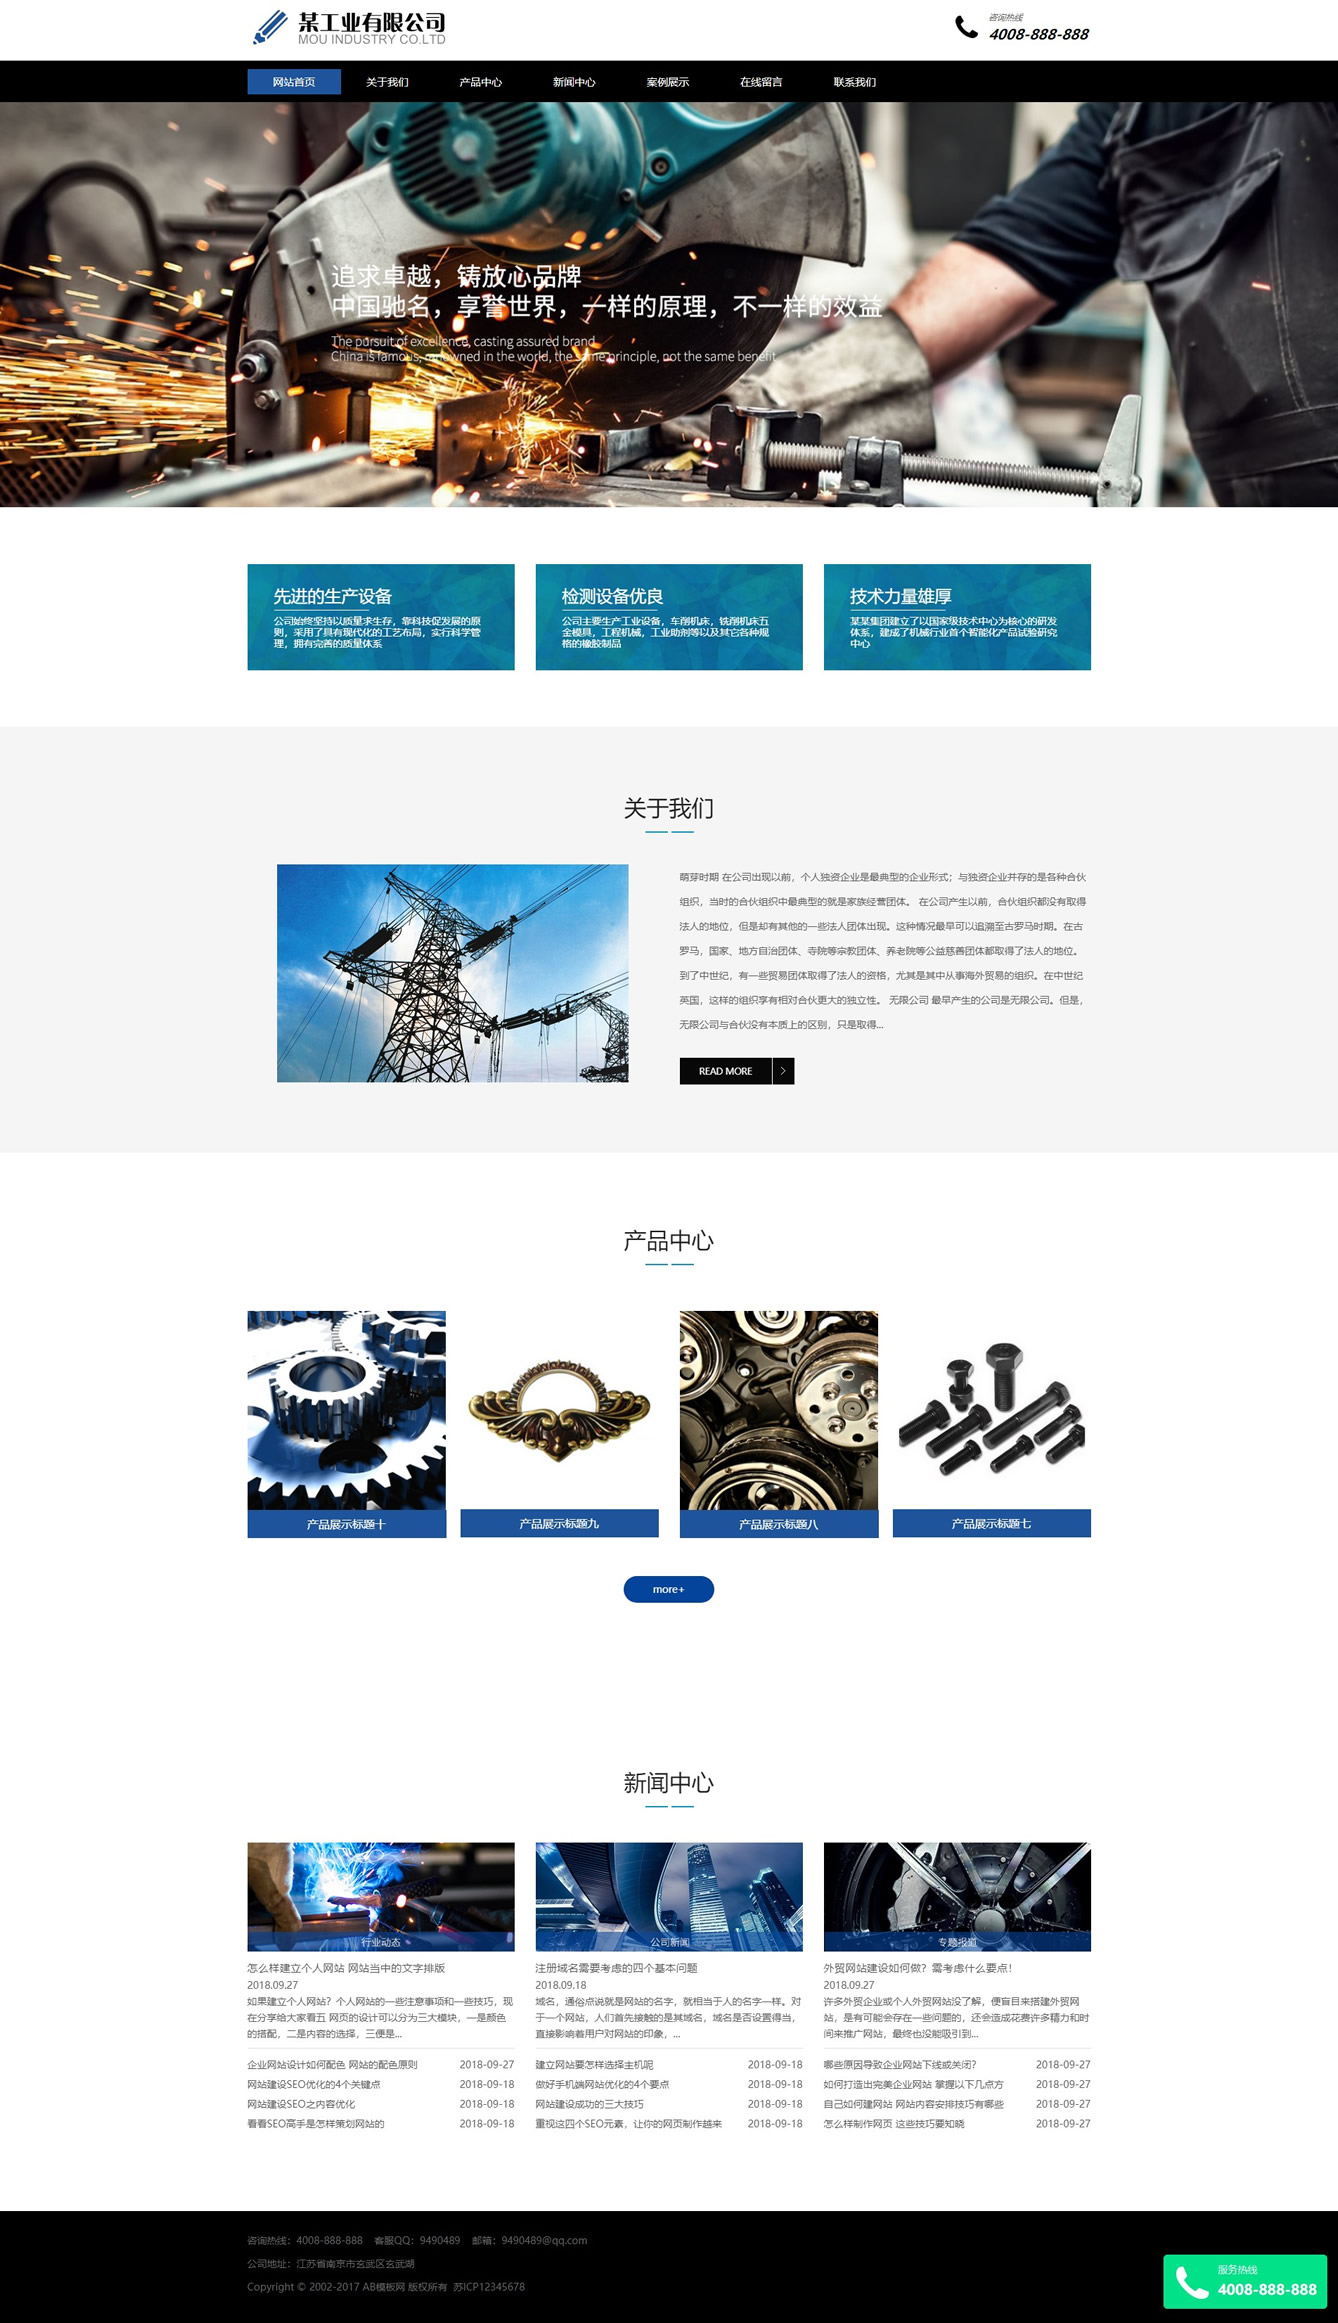 某工业有限公司
MOU INDUSTRY CO.LTD
咨询热线
4008-888-888
网站首页
关于我们
产品中心
新闻中心
案例展示
在线留言
联系我们
追求卓越，铸放心品牌
中国驰名，享誉世界，一样的原理，不一样的效益
The pursuit of excellence, casting assured brand
China is famous, renowned in the world, the same principle, not the same benefit
先进的生产设备
公司始终坚持以质量求生存，靠科技促发展的原
则，采用了具有现代化的工艺布局，实行科学管
理，拥有完善的质量体系
检测设备优良
公司主要生产工业设备，车削机床，铣削机床五
金模具，工程机械，工业助剂等以及其它各种规
格的橡胶制品
技术力量雄厚
某某集团建立了以国家级技术中心为核心的研发
体系，建成了机械行业首个智能化产品试验研究
中心
关于我们
萌芽时期 在公司出现以前，个人独资企业是最典型的企业形式；与独资企业并存的是各种合伙
组织，当时的合伙组织中最典型的就是家族经营团体。 在公司产生以前，合伙组织都没有取得
法人的地位，但是却有其他的一些法人团体出现。这种情况最早可以追溯至古罗马时期。在古
罗马，国家、地方自治团体、寺院等宗教团体、养老院等公益慈善团体都取得了法人的地位。
到了中世纪，有一些贸易团体取得了法人的资格，尤其是其中从事海外贸易的组织。在中世纪
英国，这样的组织享有相对合伙更大的独立性。 无限公司 最早产生的公司是无限公司。但是，
无限公司与合伙没有本质上的区别，只是取得...
READ MORE
产品中心
产品展示标题十
产品展示标题九
产品展示标题八
产品展示标题七
more+
新闻中心
行业动态
怎么样建立个人网站 网站当中的文字排版
2018.09.27
如果建立个人网站？个人网站的一些注意事项和一些技巧，现
在分享给大家看五 网页的设计可以分为三大模块，一是颜色
的搭配，二是内容的选择，三便是...
企业网站设计如何配色 网站的配色原则 2018-09-27
网站建设SEO优化的4个关键点 2018-09-18
网站建设SEO之内容优化 2018-09-18
看看SEO高手是怎样策划网站的 2018-09-18
公司新闻
注册域名需要考虑的四个基本问题
2018.09.18
域名，通俗点说就是网站的名字，就相当于人的名字一样。对
于一个网站，人们首先接触的是其域名，域名是否设置得当，
直接影响着用户对网站的印象，...
建立网站要怎样选择主机呢 2018-09-18
做好手机端网站优化的4个要点 2018-09-18
网站建设成功的三大技巧 2018-09-18
重视这四个SEO元素，让你的网页制作越来 2018-09-18
专题报道
外贸网站建设如何做？需考虑什么要点！
2018.09.27
许多外贸企业或个人外贸网站没了解，便盲目来搭建外贸网
站，是有可能会存在一些问题的，还会造成花费许多精力和时
间来推广网站，最终也没能吸引到...
哪些原因导致企业网站下线或关闭？ 2018-09-27
如何打造出完美企业网站 掌握以下几点方 2018-09-27
自己如何建网站 网站内容安排技巧有哪些 2018-09-27
怎么样制作网页 这些技巧要知晓 2018-09-27
咨询热线：4008-888-888 客服QQ：9490489 邮箱：9490489@qq.com
公司地址：江苏省南京市玄武区玄武湖
Copyright © 2002-2017 AB模板网 版权所有 苏ICP12345678
服务热线
4008-888-888